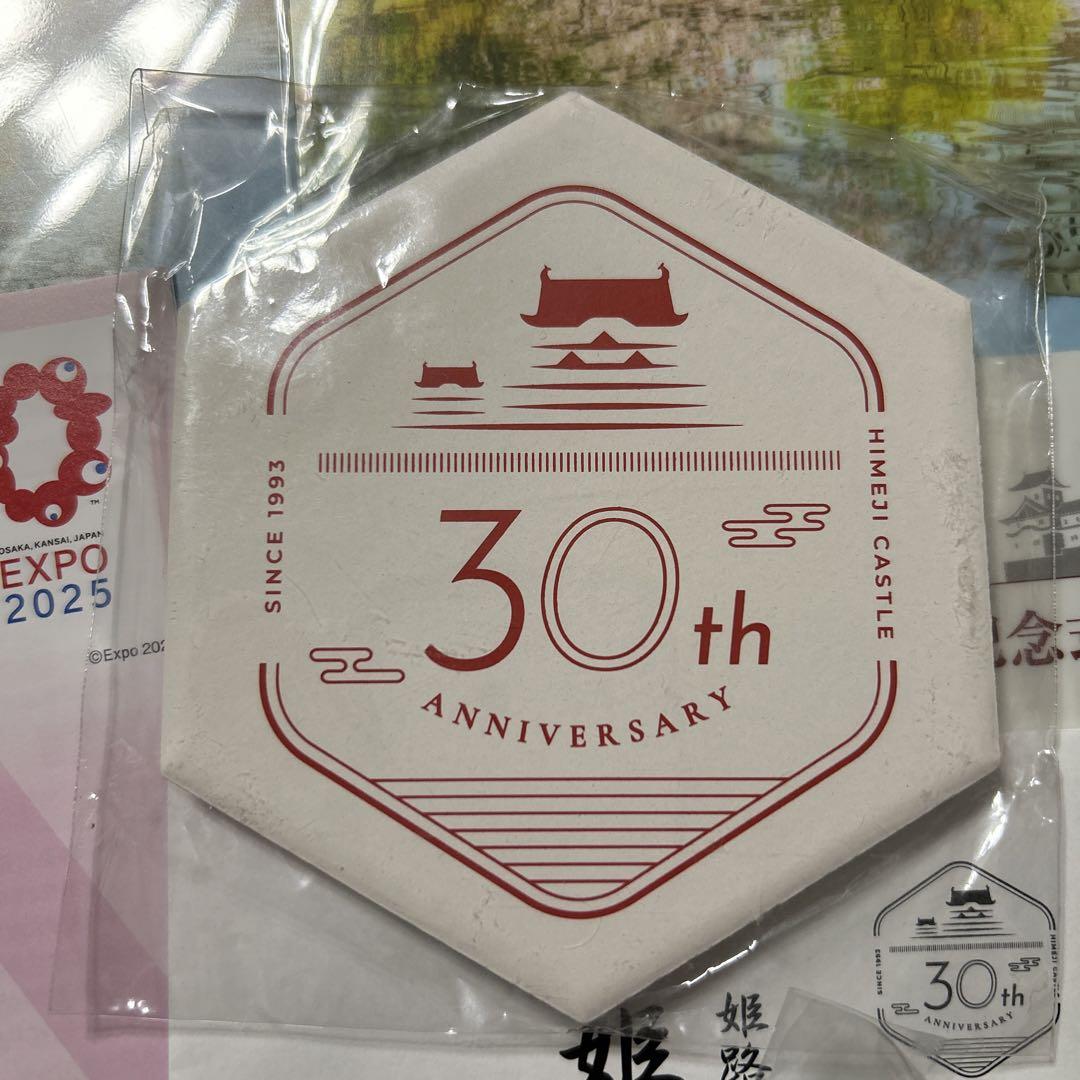 SINCE 1993
HIMEJI CASTLE
30th
ANNIVERSARY
TM
OSAKA, KANSAI, JAPAN
EXPO
2025
©Expo 202
記念
SINCE 1993
HIMEJI CASTLE
30th
ANNIVERSARY
姫
姫路